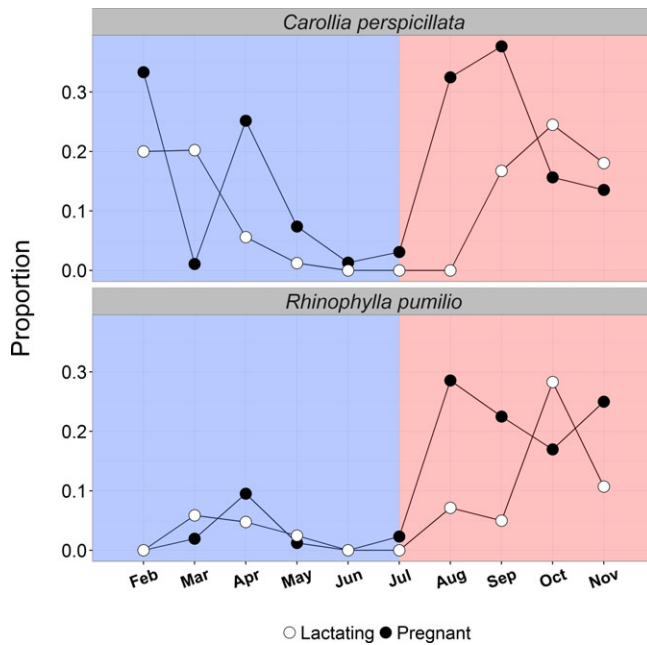 Carollia perspicillata
0.3
0.2
0.1
0.0
Proportion
Rhinophylla pumilio
0.3
0.2
0.1
0.0
Feb Mar Apr May Jun Jul Aug Sep Oct Nov
Lactating Pregnant